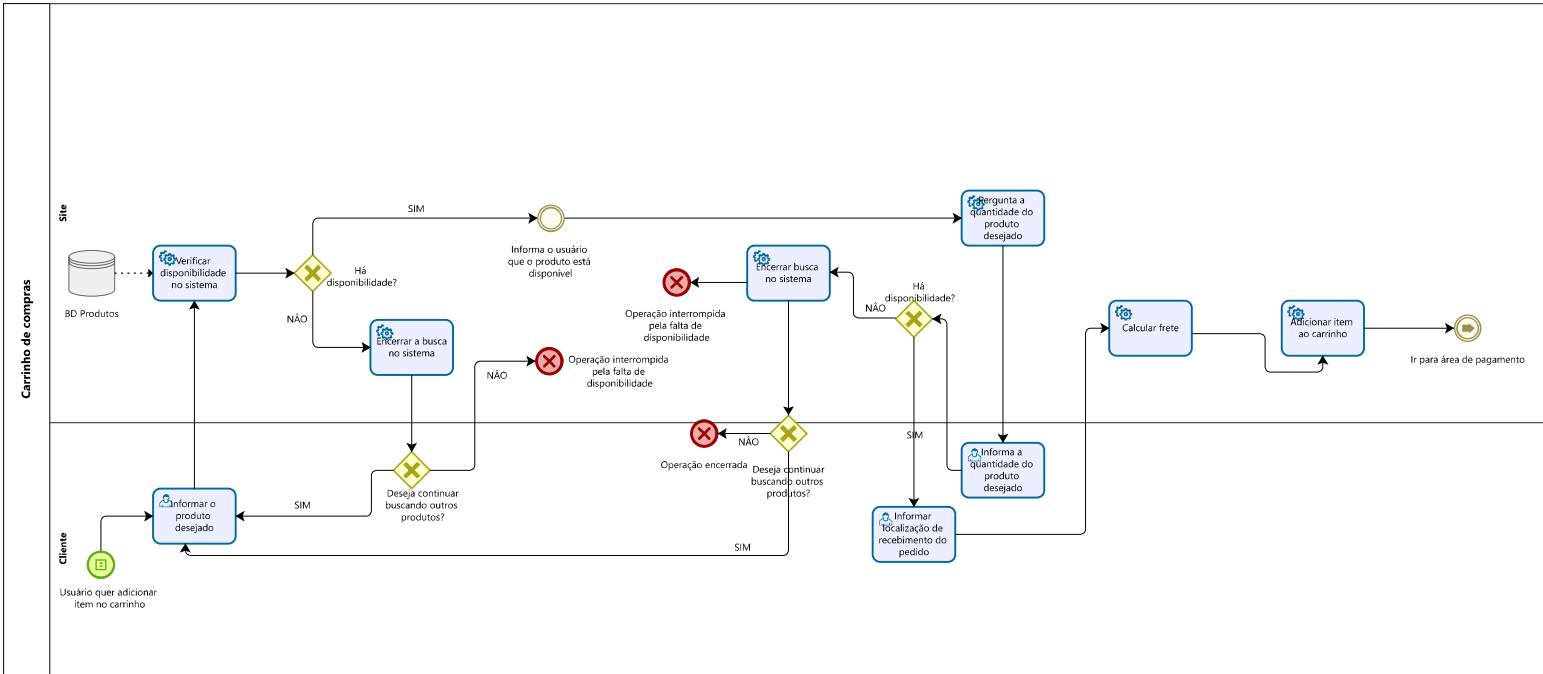 Carrinho de compras
Site
Cliente
BD Produtos
Verificar
disponibilidade
no sistema
Há
disponibilidade?
SIM
NÃO
Encerrar a busca
no sistema
Informa o usuário
que o produto está
disponível
NÃO
Operação interrompida
pela falta de
disponibilidade
Deseja continuar
buscando outros
produtos?
SIM
Informar o
produto
desejado
Usuário quer adicionar
item no carrinho
Pergunta a
quantidade do
produto
desejado
Informa a
quantidade do
produto
desejado
Há
disponibilidade?
NÃO
Encerrar busca
no sistema
Operação interrompida
pela falta de
disponibilidade
NÃO
Operação encerrada
Deseja continuar
buscando outros
produtos?
SIM
SIM
Informar
localização de
recebimento do
pedido
Calcular frete
Adicionar item
ao carrinho
Ir para área de pagamento